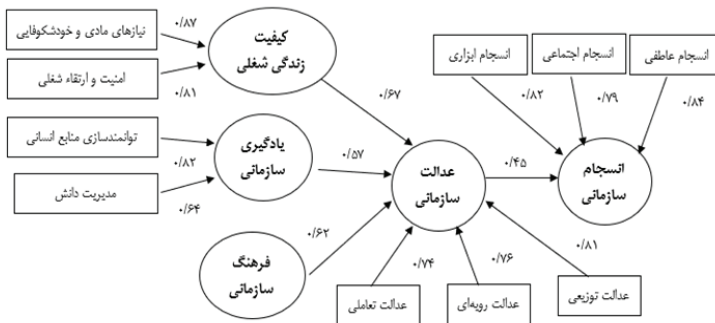 نیازهای مادی و خودشکوفایی
۰/۸۷
امنیت و ارتقاء شغلی
۰/۸۱
کیفیت
زندگی شغلی
۰/۶۷
توانمندسازی منابع انسانی
۰/۸۲
مدیریت دانش
۰/۶۴
یادگیری
سازمانی
۰/۵۷
فرهنگ
سازمانی
۰/۶۲
عدالت
سازمانی
۰/۴۵
عدالت تعاملی
۰/۷۴
عدالت رویه‌ای
۰/۷۶
عدالت توزیعی
۰/۸۱
انسجام ابزاری
۰/۸۲
انسجام اجتماعی
۰/۷۹
انسجام عاطفی
۰/۸۴
انسجام
سازمانی